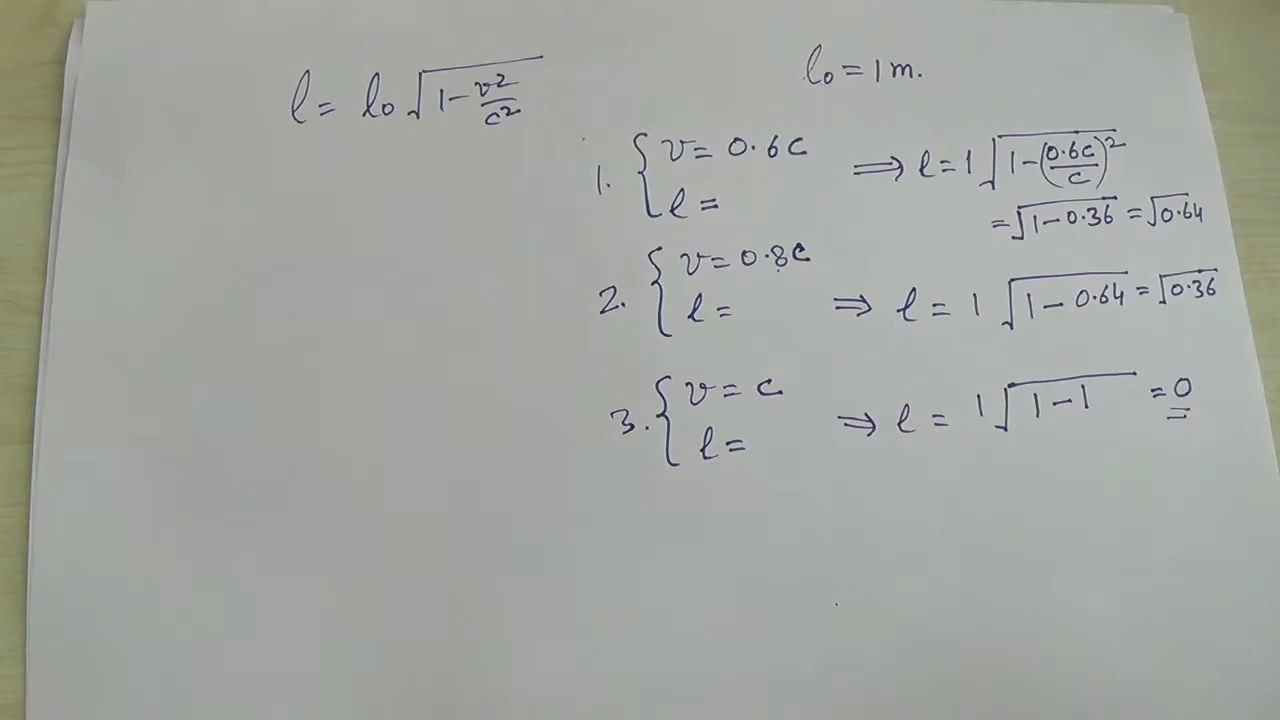 l = l₀ √(1 - v²/c²)
l₀ = 1 m.
1. { v = 0.6c ⟹ l = 1 √(1 - (0.6c/c)²)
l = = √(1 - 0.36) = √0.64
2. { v = 0.8c
l = ⟹ l = 1 √(1 - 0.64) = √0.36
3. { v = c
l = ⟹ l = 1 √(1 - 1) = 0